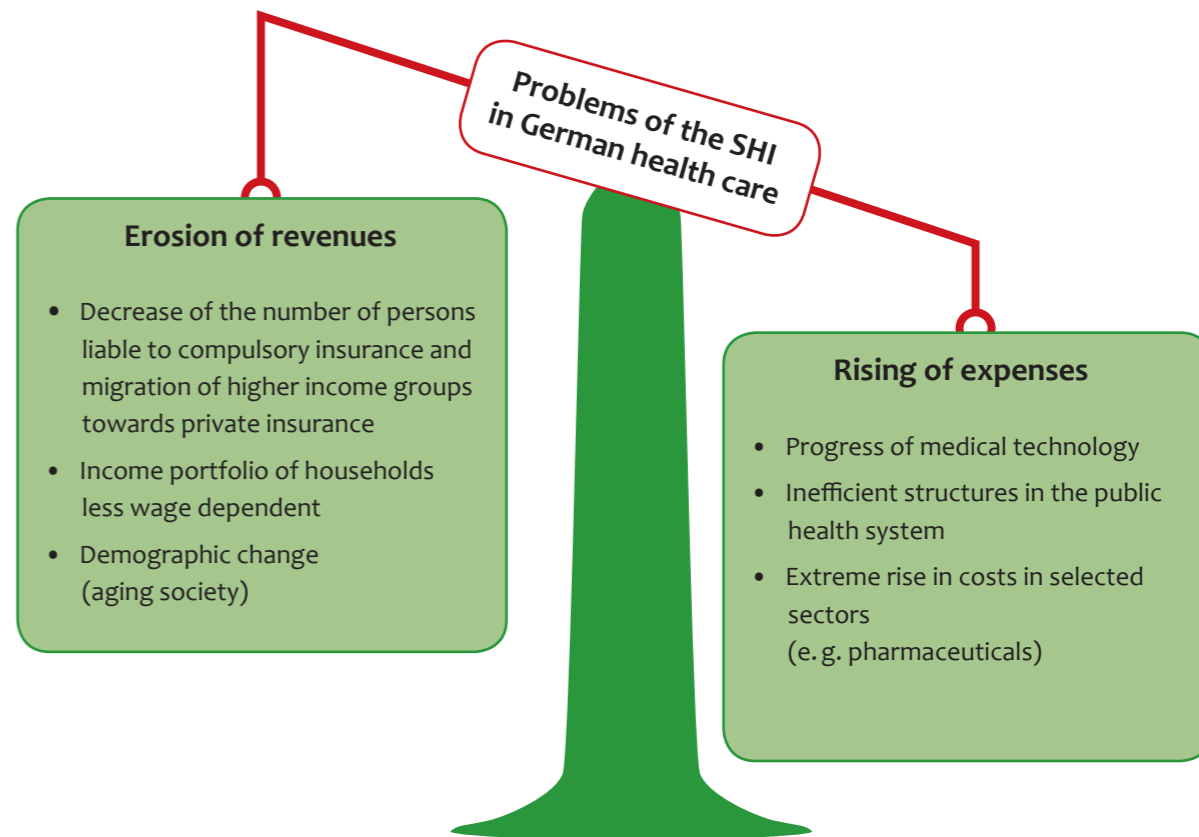 Problems of the SHI
in German health care
Erosion of revenues
• Decrease of the number of persons
liable to compulsory insurance and
migration of higher income groups
towards private insurance
• Income portfolio of households
less wage dependent
• Demographic change
(aging society)
Rising of expenses
• Progress of medical technology
• Inefficient structures in the public
health system
• Extreme rise in costs in selected
sectors
(e. g. pharmaceuticals)